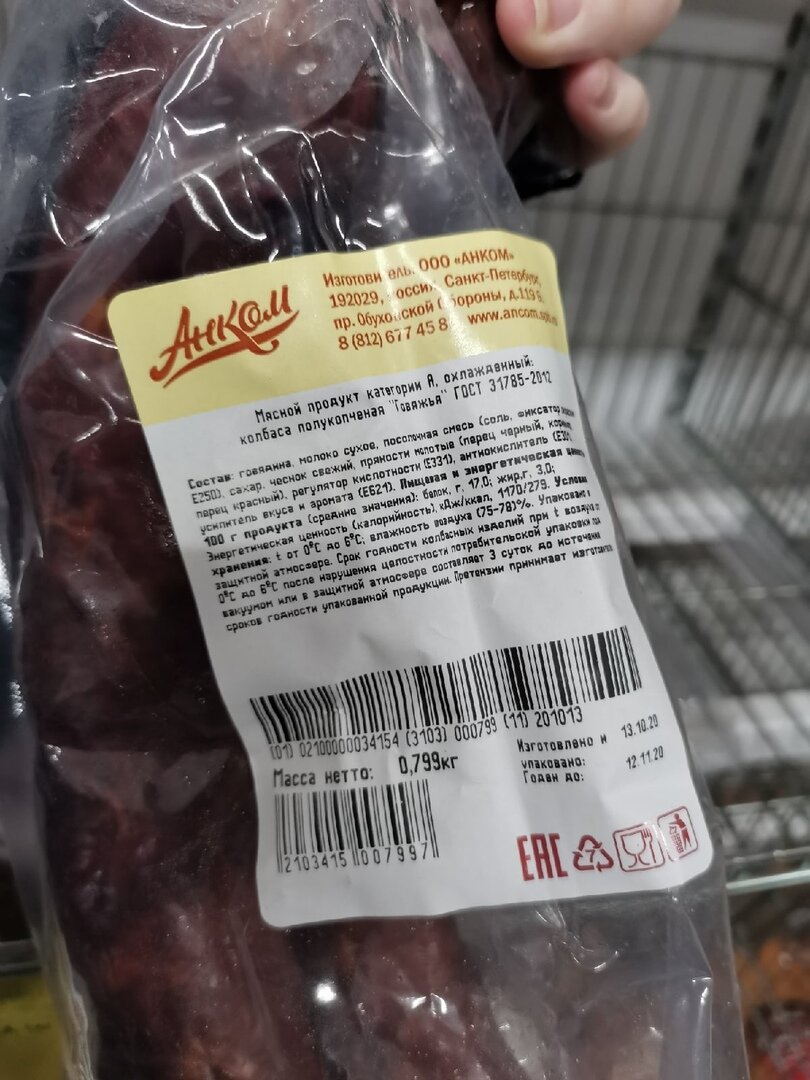 Анком
Изготовитель: ООО «АНКОМ»
192029, Россия, Санкт-Петербург,
пр. Обуховской Обороны, д.119 Б
8 (812) 677 45 8 www.ancom.spb
Мясной продукт категории А, охлажденный:
колбаса полукопченая "Говяжья" ГОСТ 31785-2012
Состав: говядина, молоко сухое, посолочная смесь (соль, фиксатор
E250), сахар, чеснок свежий, пряности молотые (перец черный,
перец красный), регулятор кислотности (E331), антиокислитель
усилитель вкуса и аромата (E621). Пищевая и энергетическая ценность
100 г продукта (средние значения): белок, г. 17,0; жир,г. 3,0;
Энергетическая ценность (калорийность), кДж/ккал, 1170/279. Условия
хранения: t от 0°C до 6°C; влажность воздуха (75-78)%. Упаковано в
защитной атмосфере. Срок годности колбасных изделий при t воздуха от
0°C до 6°C после нарушения целостности потребительской упаковки под
вакуумом или в защитной атмосфере составляет 3 суток до истечения
сроков годности упакованной продукции. Претензии принимает изготовитель
(01) 02100000034154 (3103) 000799 (11) 201013
Масса нетто: 0,799кг
Изготовлено и 13.10.20
упаковано:
Годен до: 12.11.20
2103415 007997
EAC 7